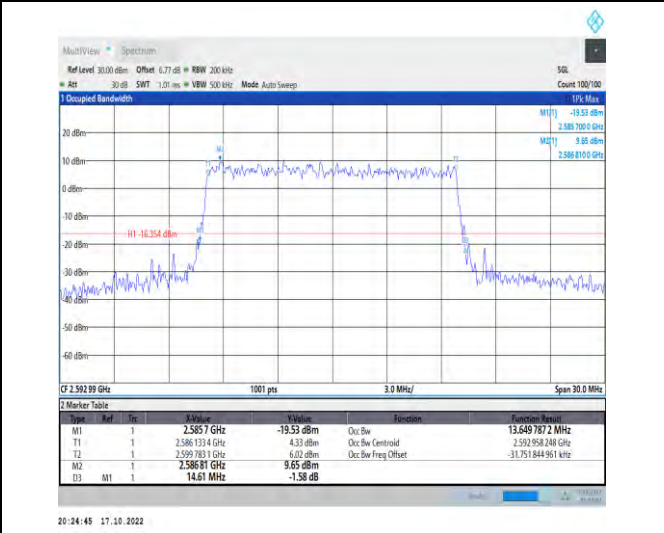 MultiView Spectrum
Ref Level 30.00 dBm Offset 6.77 dB RBW 200 kHz SGL
Att 30 dB SWT 1.01 ms VBW 500 kHz Mode Auto Sweep Count 100/100
1 Occupied Bandwidth 1Pk Max
M1[1] -19.53 dBm
2.585 700 0 GHz
M2[1] 9.65 dBm
2.586 810 0 GHz
20 dBm
10 dBm
0 dBm
-10 dBm
H1 -16.354 dBm
-20 dBm
-30 dBm
-40 dBm
-50 dBm
-60 dBm
CF 2.592 99 GHz 1001 pts 3.0 MHz/ Span 30.0 MHz
2 Marker Table
Type Ref Trc X-Value Y-Value Function Function Result
M1 1 2.585 7 GHz -19.53 dBm Occ Bw 13.649 787 2 MHz
T1 1 2.586 133 4 GHz 4.33 dBm Occ Bw Centroid 2.592 958 248 GHz
T2 1 2.599 783 1 GHz 6.02 dBm Occ Bw Freq Offset -31.751 844 961 kHz
M2 1 2.586 81 GHz 9.65 dBm
D3 M1 1 14.61 MHz -1.58 dB
20:24:45 17.10.2022